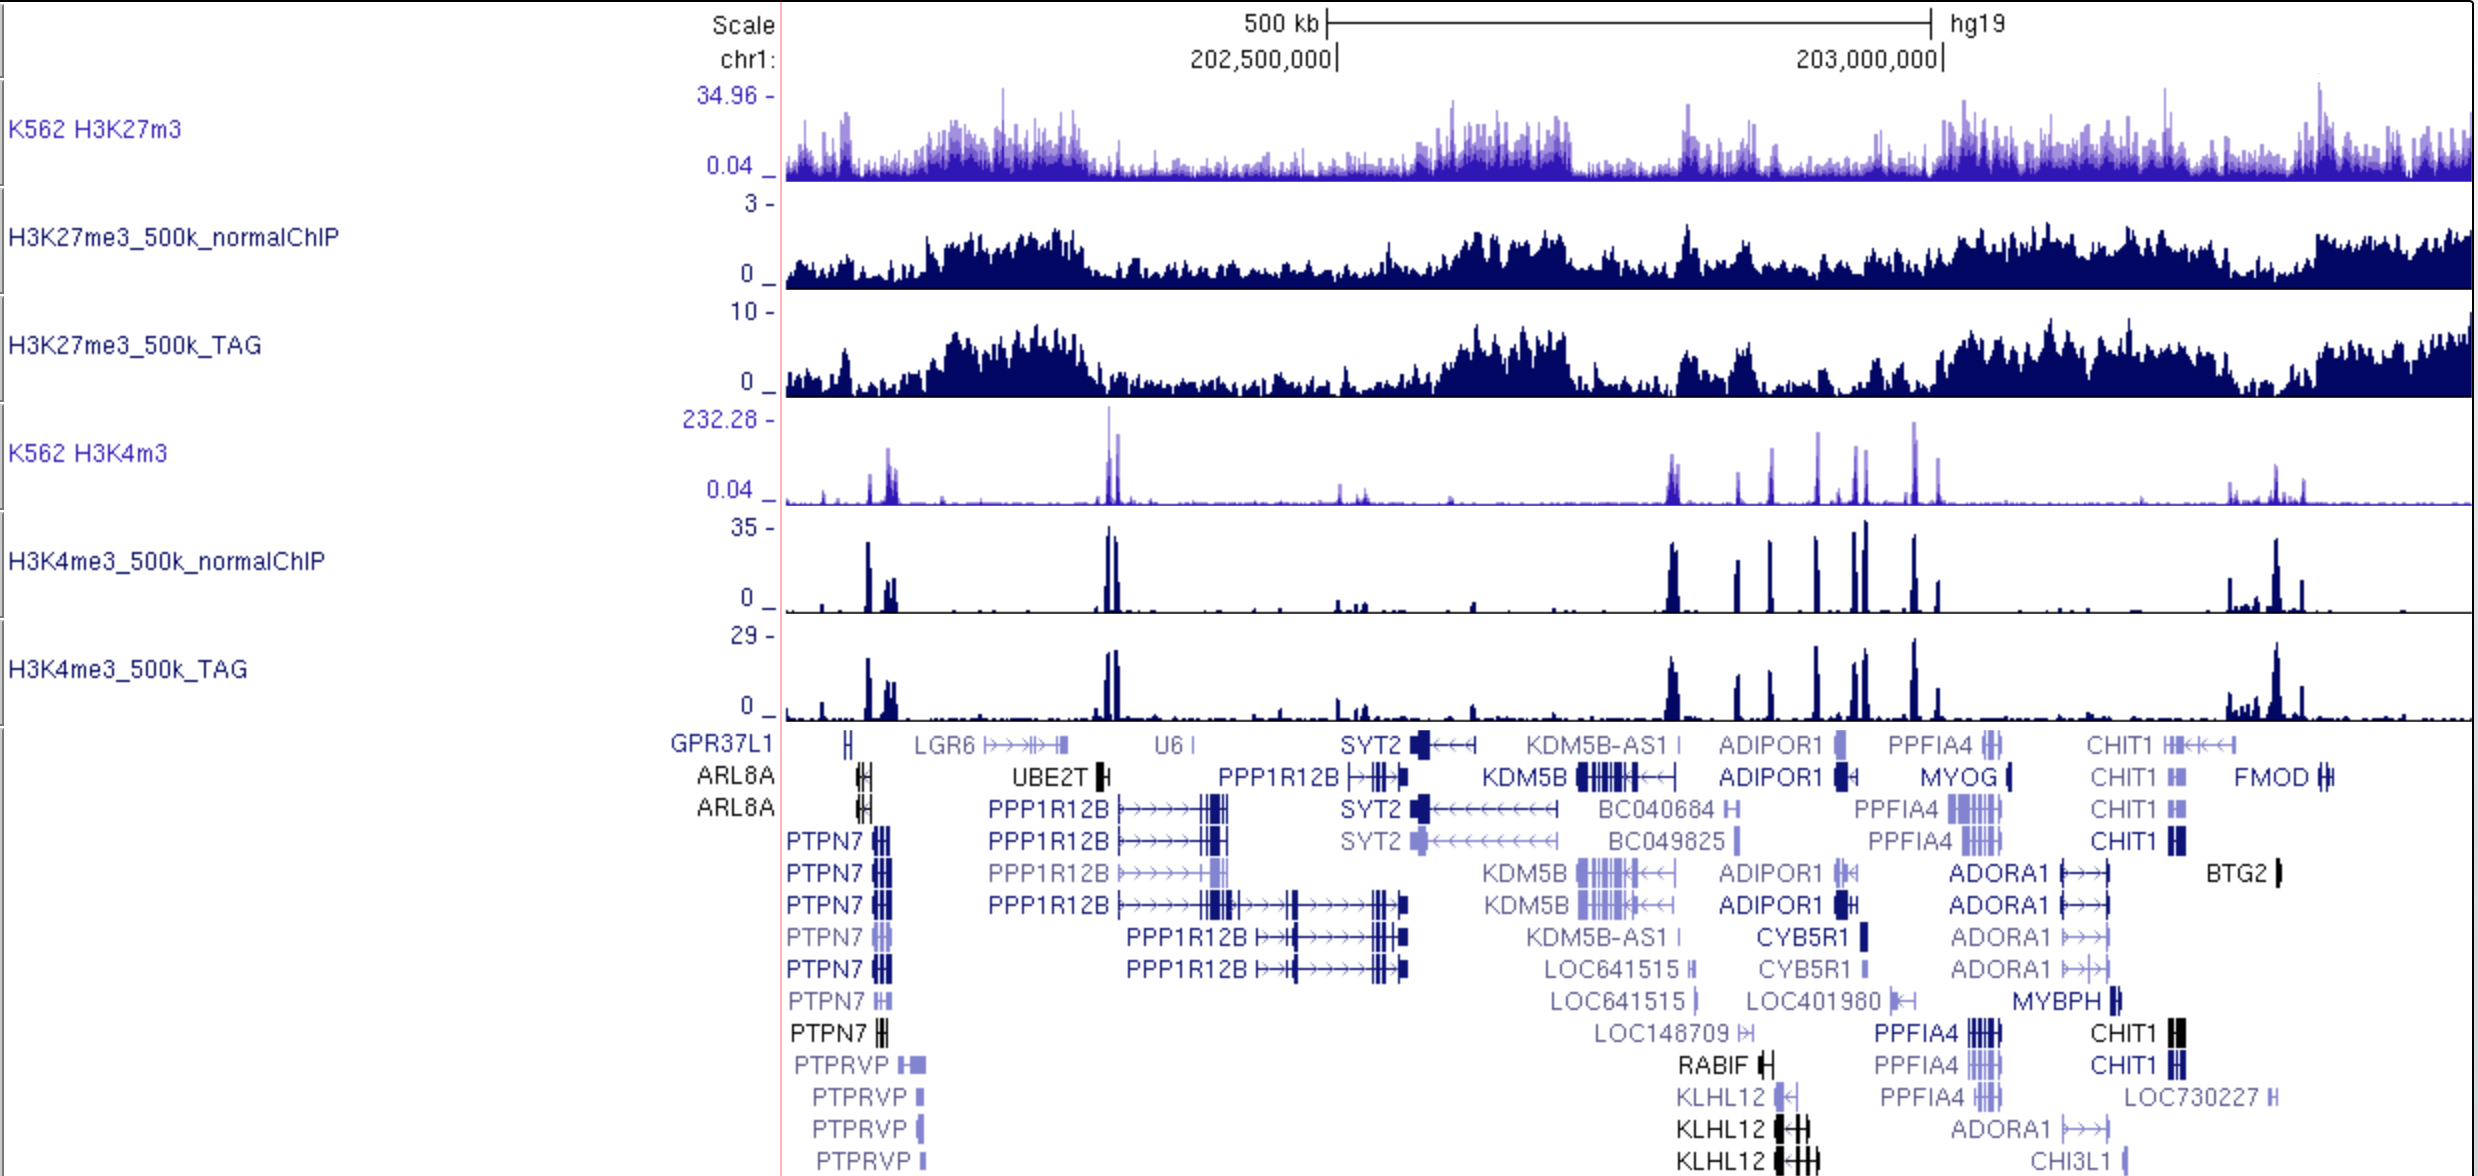 Scale 500 kb hg19
chr1: 202,500,000 203,000,000
34.96 -
K562 H3K27m3
0.04 _
3 -
H3K27me3_500k_normalChIP
0 _
10 -
H3K27me3_500k_TAG
0 _
232.28 -
K562 H3K4m3
0.04 _
35 -
H3K4me3_500k_normalChIP
0 _
29 -
H3K4me3_500k_TAG
0 _
GPR37L1 LGR6 U6 SYT2 KDM5B-AS1 ADIPOR1 PPFIA4 CHIT1
ARL8A UBE2T PPP1R12B KDM5B ADIPOR1 MYOG CHIT1 FMOD
ARL8A PPP1R12B SYT2 BC040684 PPFIA4 CHIT1
PTPN7 PPP1R12B SYT2 BC049825 PPFIA4 CHIT1
PTPN7 PPP1R12B KDM5B ADIPOR1 ADORA1 BTG2
PTPN7 PPP1R12B KDM5B ADIPOR1 ADORA1
PTPN7 PPP1R12B KDM5B-AS1 CYB5R1 ADORA1
PTPN7 PPP1R12B LOC641515 CYB5R1 ADORA1
PTPN7 LOC641515 LOC401980 MYBPH
PTPN7 LOC148709 PPFIA4 CHIT1
PTPRVP RABIF PPFIA4 CHIT1
PTPRVP KLHL12 PPFIA4 LOC730227
PTPRVP KLHL12 ADORA1
PTPRVP KLHL12 CHI3L1